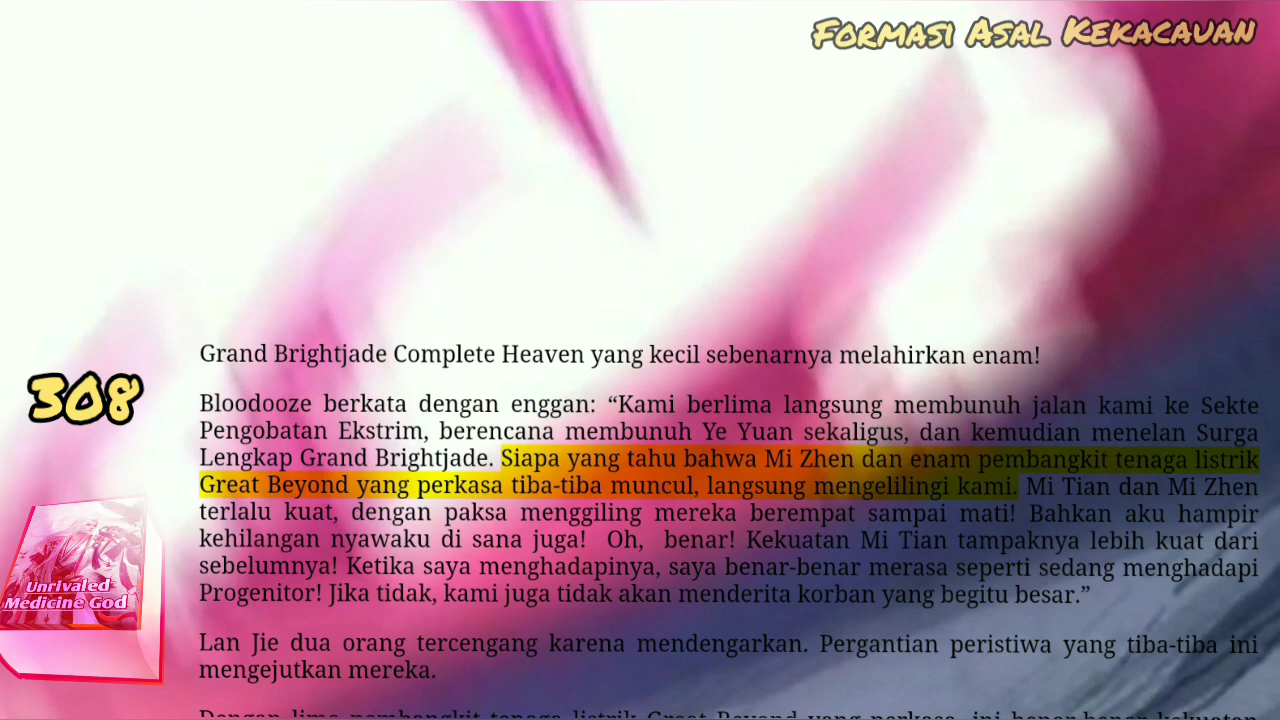 Formasi Asal Kekacauan
Grand Brightjade Complete Heaven yang kecil sebenarnya melahirkan enam!
308
Bloodooze berkata dengan enggan: “Kami berlima langsung membunuh jalan kami ke Sekte
Pengobatan Ekstrim, berencana membunuh Ye Yuan sekaligus, dan kemudian menelan Surga
Lengkap Grand Brightjade. Siapa yang tahu bahwa Mi Zhen dan enam pembangkit tenaga listrik
Great Beyond yang perkasa tiba-tiba muncul, langsung mengelilingi kami. Mi Tian dan Mi Zhen
terlalu kuat, dengan paksa menggiling mereka berempat sampai mati! Bahkan aku hampir
kehilangan nyawaku di sana juga! Oh, benar! Kekuatan Mi Tian tampaknya lebih kuat dari
sebelumnya! Ketika saya menghadapinya, saya benar-benar merasa seperti sedang menghadapi
Progenitor! Jika tidak, kami juga tidak akan menderita korban yang begitu besar.”
Unrivaled
Medicine God
Lan Jie dua orang tercengang karena mendengarkan. Pergantian peristiwa yang tiba-tiba ini
mengejutkan mereka.